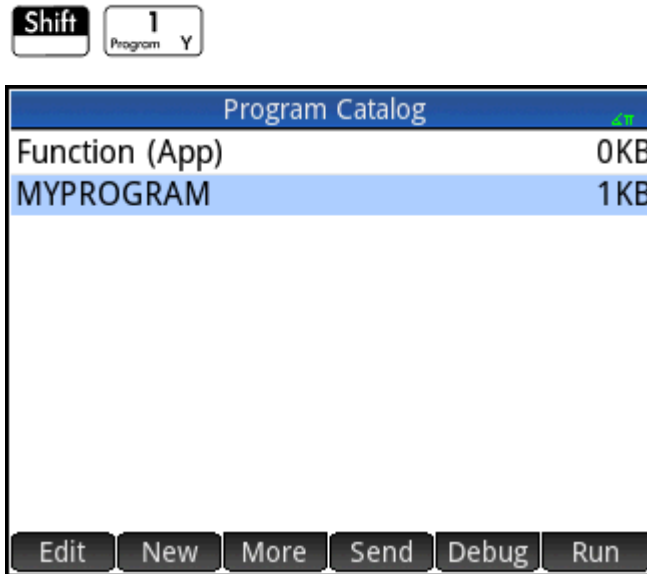 Shift 1
Program Y
Program Catalog ∠π
Function (App) 0KB
MYPROGRAM 1KB
Edit New More Send Debug Run